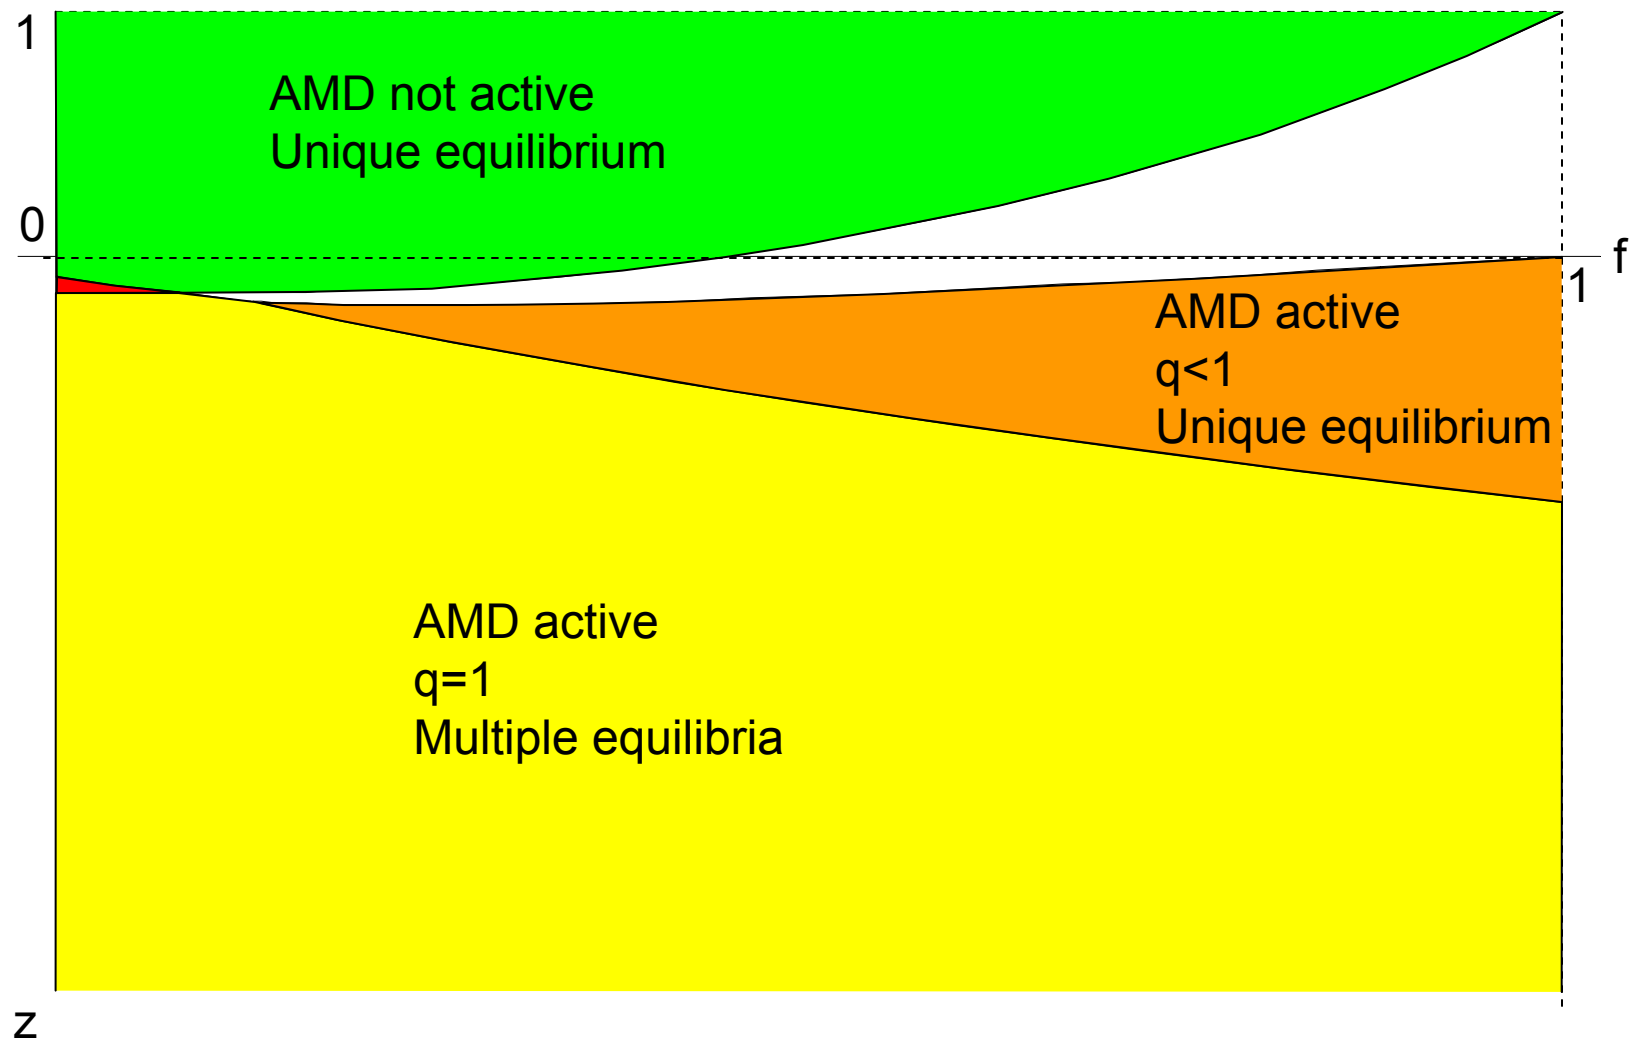 1
AMD not active
Unique equilibrium
0
f
1
AMD active
q<1
Unique equilibrium
AMD active
q=1
Multiple equilibria
z